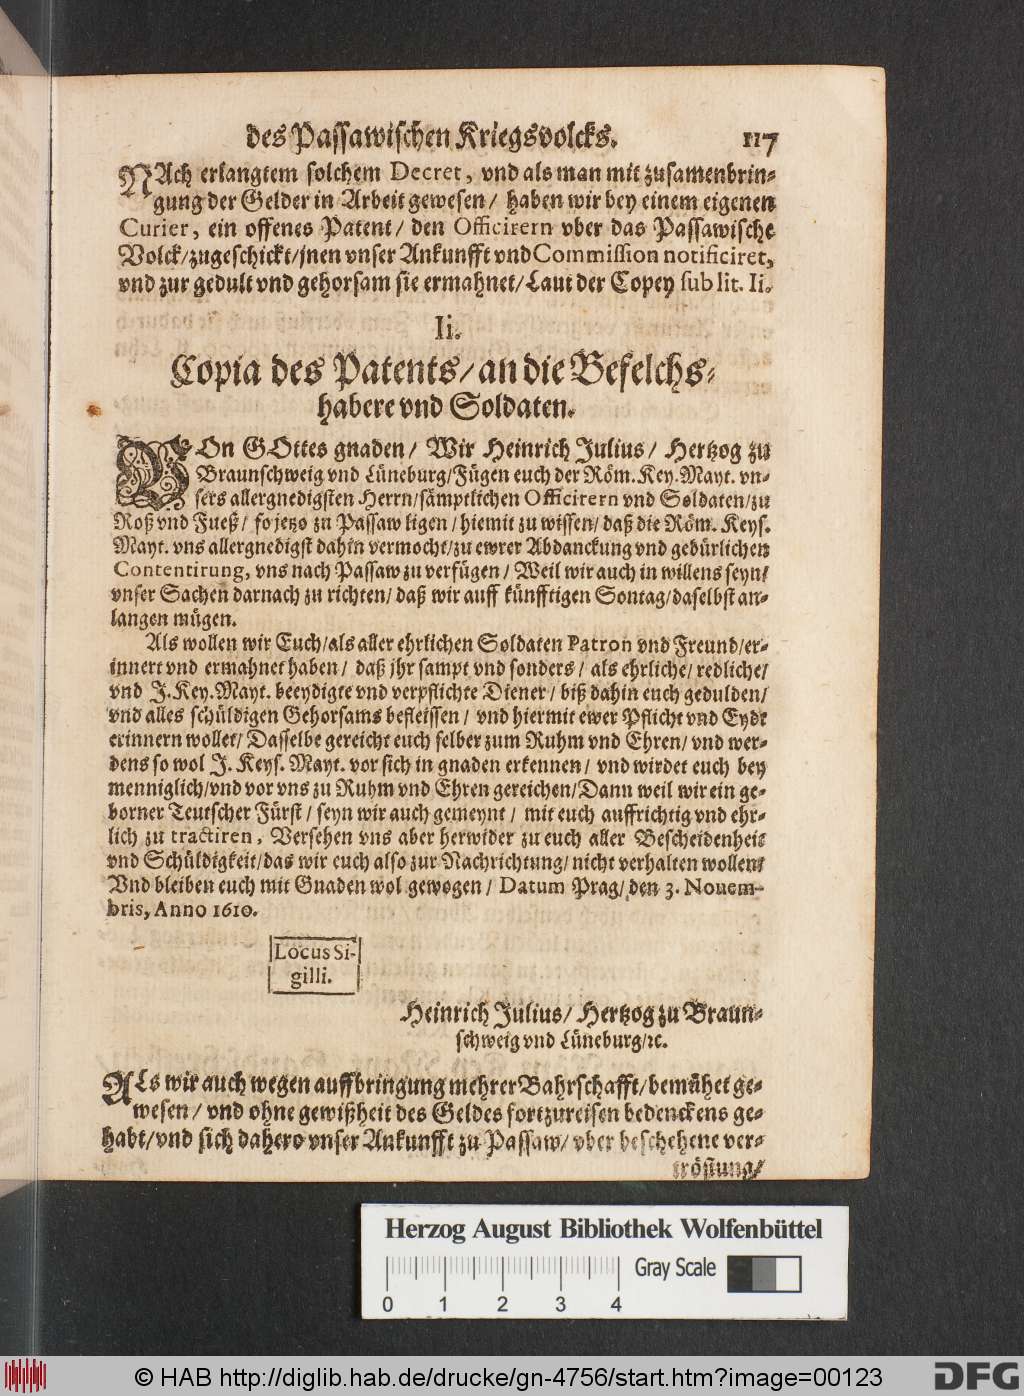 des Passawischen Kriegsvolcks. 117
NAch erlangtem solchem Decret, vnd als man mit zusamenbrin-
gung der Gelder in Arbeit gewesen / haben wir bey einem eigenen
Curier, ein offenes Patent / den Officirern vber das Passawische
Volck / zugeschickt / jnen vnser Ankunfft vnd Commission notificiret,
vnd zur gedult vnd gehorsam sie ermahnet / Laut der Copey sub lit. Ii.
Ii.
Copia des Patents / an die Befelchs-
habere vnd Soldaten.
VOn GOttes gnaden / Wir Heinrich Julius / Hertzog zu
Braunschweig vnd Lüneburg / Fügen euch der Röm. Key. Mayt. vn-
sers allergnedigsten Herrn / sämptlichen Officirern vnd Soldaten / zu
Roß vnd Fueß / so jetzo zu Passaw ligen / hiemit zu wissen / daß die Röm. Keys.
Mayt. vns allergnedigst dahin vermocht / zu ewrer Abdanckung vnd gebürlichen
Contentirung, vns nach Passaw zu verfügen / Weil wir auch in willens seyn /
vnser Sachen darnach zu richten / daß wir auff künfftigen Sontag / daselbst an-
langen mügen.
Als wollen wir Euch / als aller ehrlichen Soldaten Patron vnd Freund / er-
innert vnd ermahnet haben / daß jhr sampt vnd sonders / als ehrliche / redliche /
vnd J. Key. Mayt. beeydigte vnd verpflichte Diener / biß dahin euch gedulden /
vnd alles schüldigen Gehorsams befleissen / vnd hiermit ewer Pflicht vnd Eyde
erinnern wollet / Dasselbe gereicht euch selber zum Ruhm vnd Ehren / vnd wer-
dens so wol J. Keys. Mayt. vor sich in gnaden erkennen / vnd wirdet euch bey
menniglich / vnd vor vns zu Ruhm vnd Ehren gereichen / Dann weil wir ein ge-
borner Teutscher Fürst / seyn wir auch gemeynt / mit euch auffrichtig vnd ehr-
lich zu tractiren, Versehen vns aber herwider zu euch aller Bescheidenheit
vnd Schüldigkeit / das wir euch also zur Nachrichtung / nicht verhalten wollen /
Vnd bleiben euch mit Gnaden wol gewogen / Datum Prag / den 3. Nouem-
bris, Anno 1610.
Locus Si-
gilli.
Heinrich Julius / Hertzog zu Braun-
schweig vnd Lüneburg / ꝛc.
ALs wir auch wegen auffbringung mehrer Bahrschafft / bemühet ge-
wesen / vnd ohne gewißheit des Geldes fortzureisen bedenckens ge-
habt / vnd sich dahero vnser Ankunfft zu Passaw / vber beschehene ver-
tröstung /
Herzog August Bibliothek Wolfenbüttel
Gray Scale
0 1 2 3 4
© HAB http://diglib.hab.de/drucke/gn-4756/start.htm?image=00123
DFG